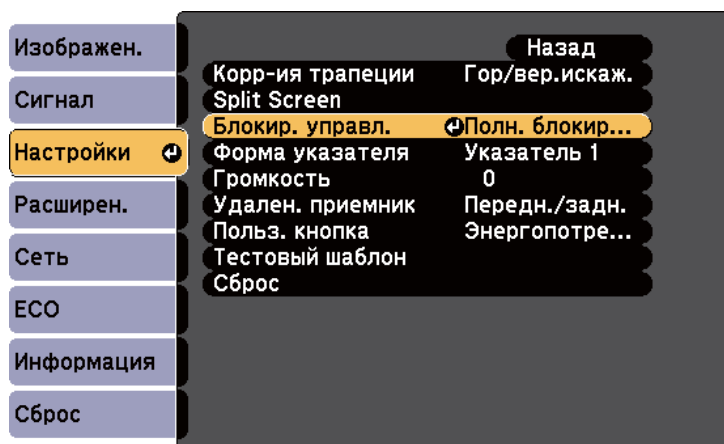 Изображен.
Сигнал
Настройки
Расширен.
Сеть
ECO
Информация
Сброс
Назад
Корр-ия трапеции Гор/вер.искаж.
Split Screen
Блокир. управл. Полн. блокир...
Форма указателя Указатель 1
Громкость 0
Удален. приемник Передн./задн.
Польз. кнопка Энергопотре...
Тестовый шаблон
Сброс